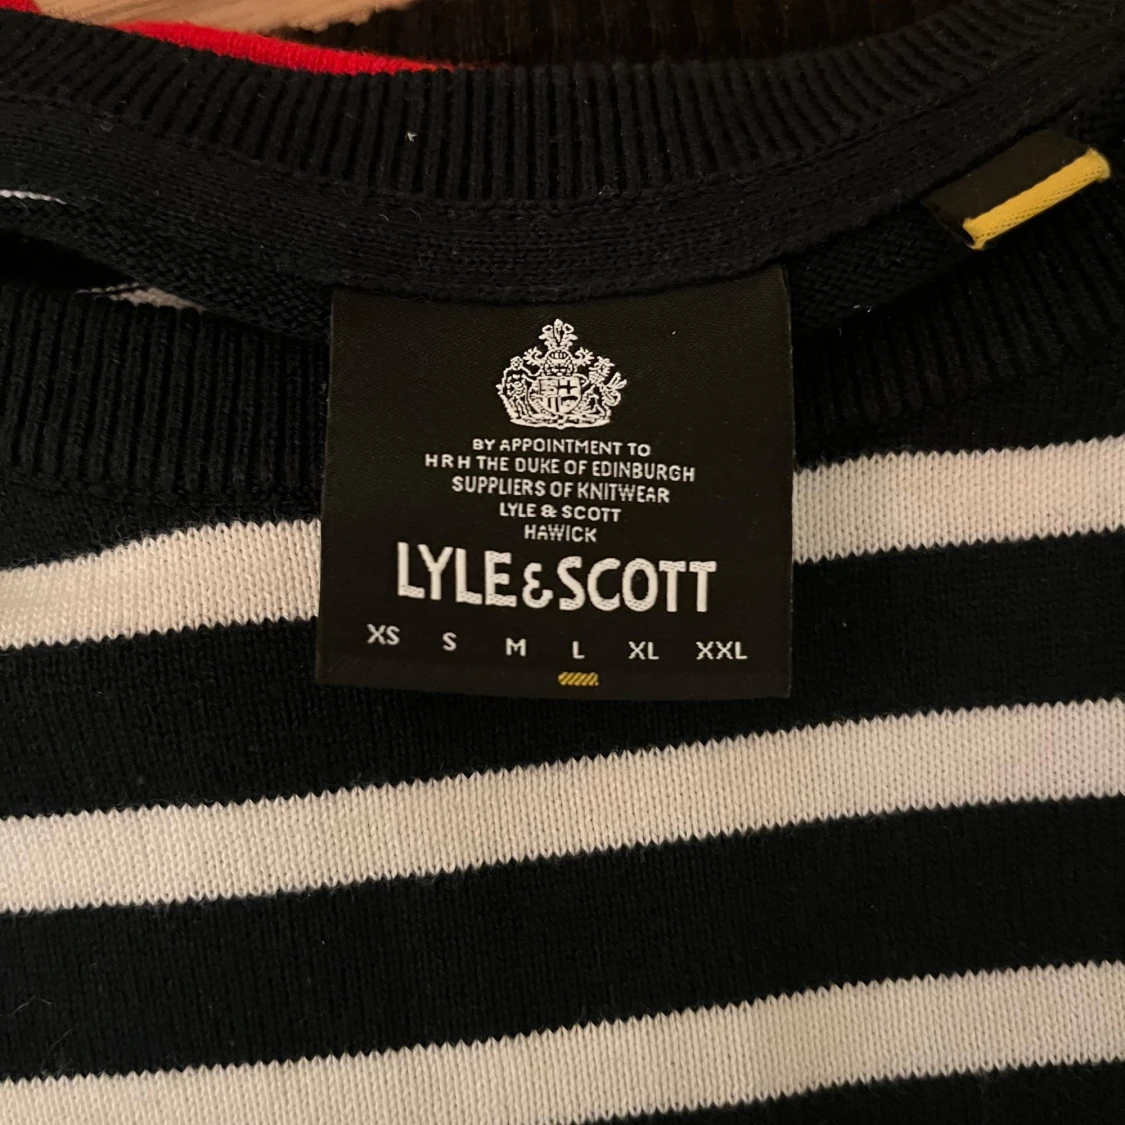 BY APPOINTMENT TO
HRH THE DUKE OF EDINBURGH
SUPPLIERS OF KNITWEAR
LYLE & SCOTT
HAWICK
LYLE & SCOTT
XS S M L XL XXL